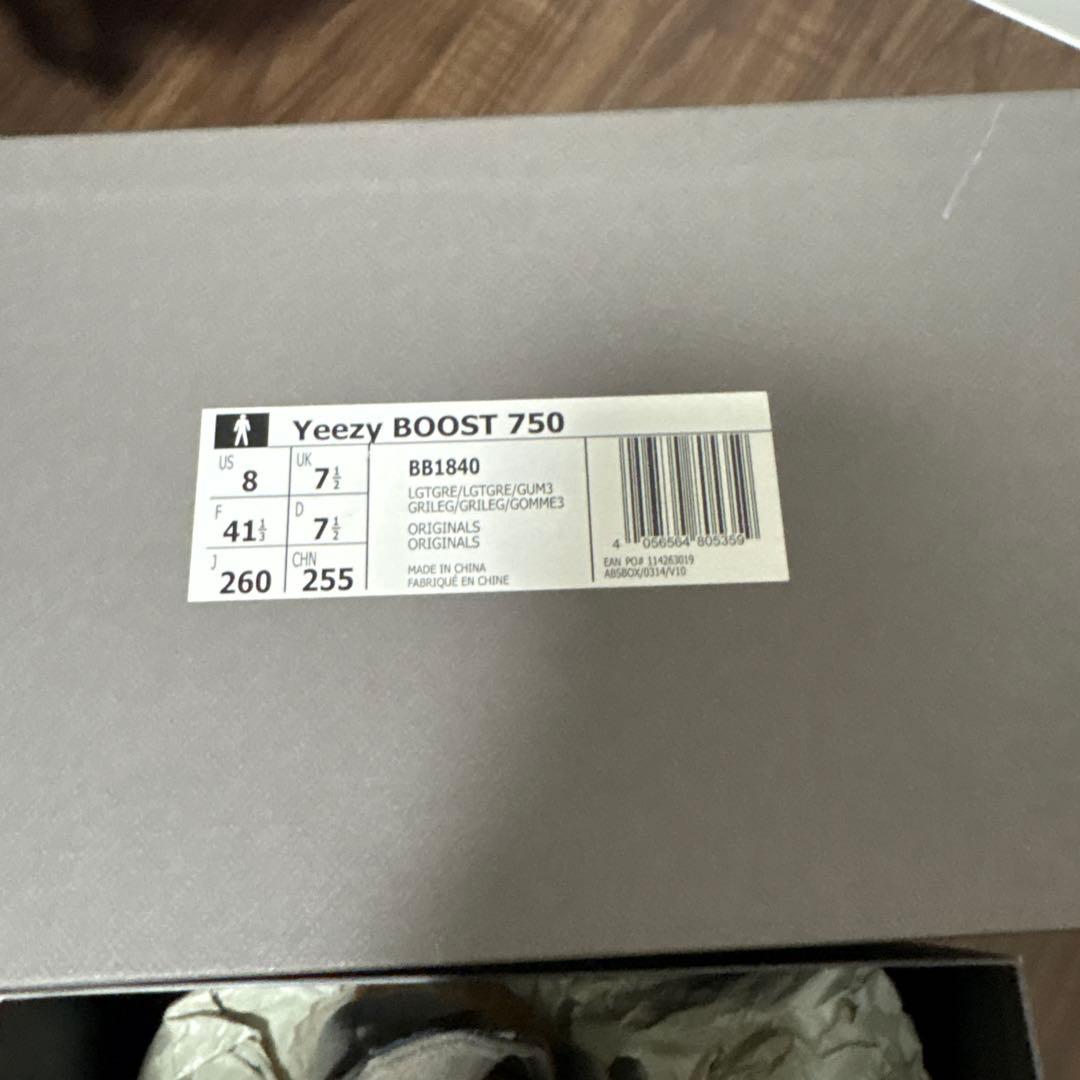 Yeezy BOOST 750
US 8 UK 7½
F 41⅓ D 7½
J 260 CHN 255
BB1840
LGTGRE/LGTGRE/GUM3
GRILEG/GRILEG/GOMME3
ORIGINALS
ORIGINALS
MADE IN CHINA
FABRIQUÉ EN CHINE
4 056564 805359
EAN PO# 114263019
ABSBOX/0314/V10